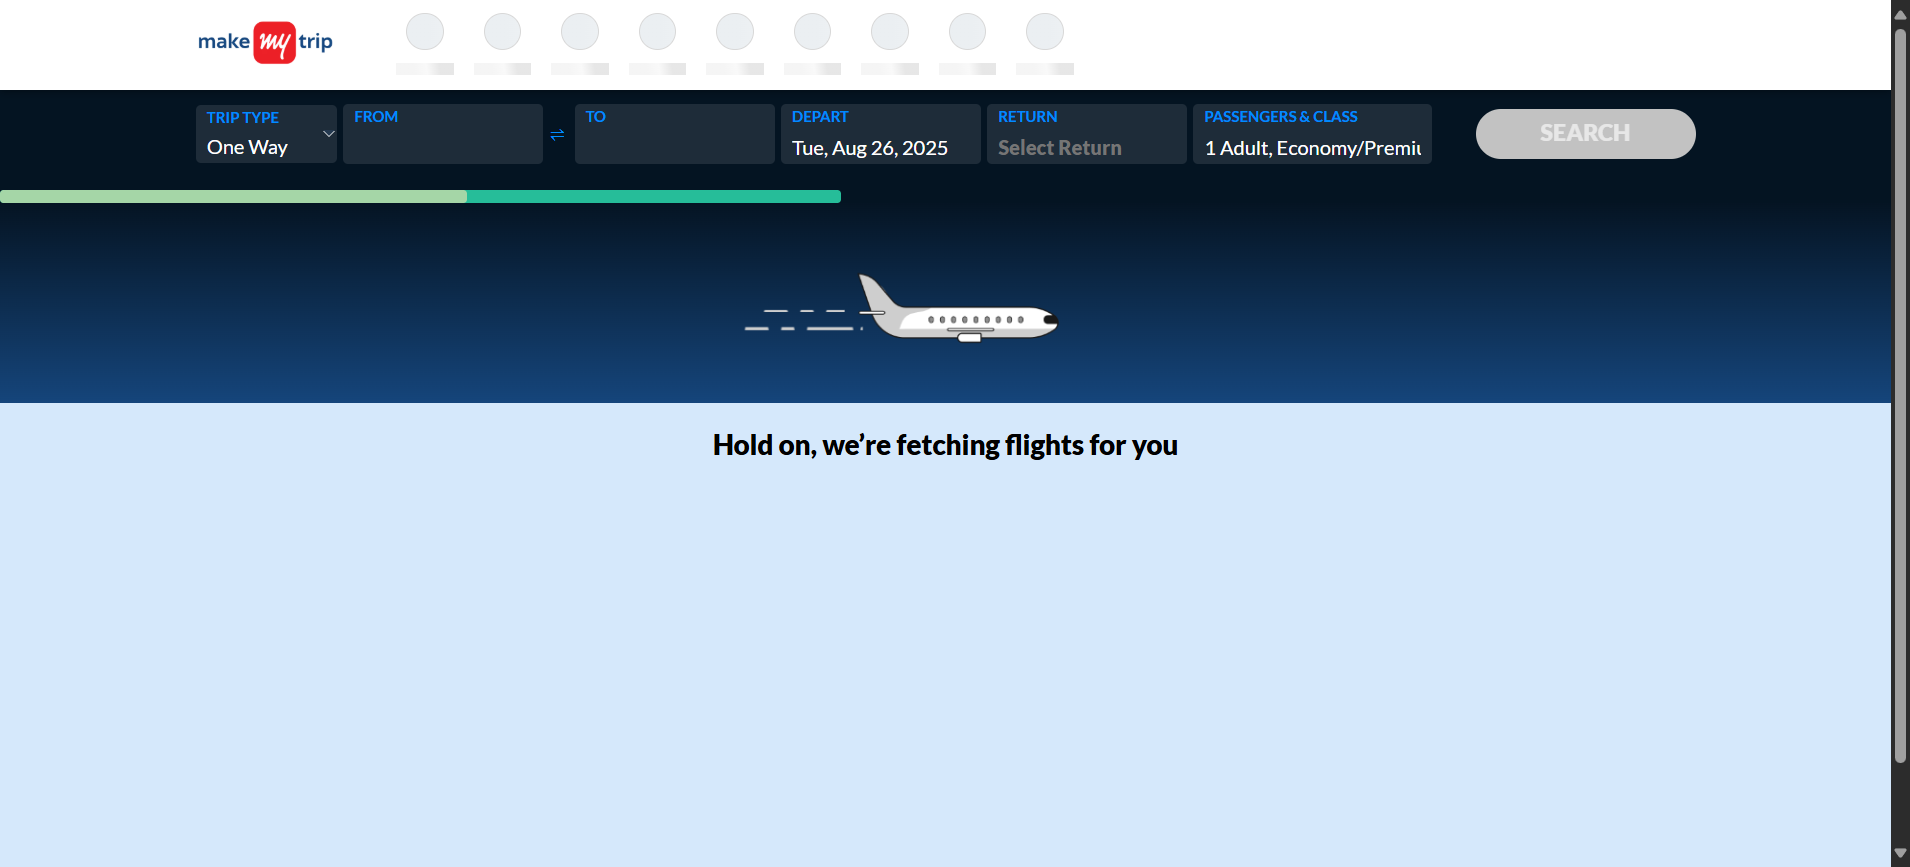 make my trip
TRIP TYPE
One Way
FROM
TO
DEPART
Tue, Aug 26, 2025
RETURN
Select Return
PASSENGERS & CLASS
1 Adult, Economy/Premiu
SEARCH
Hold on, we’re fetching flights for you